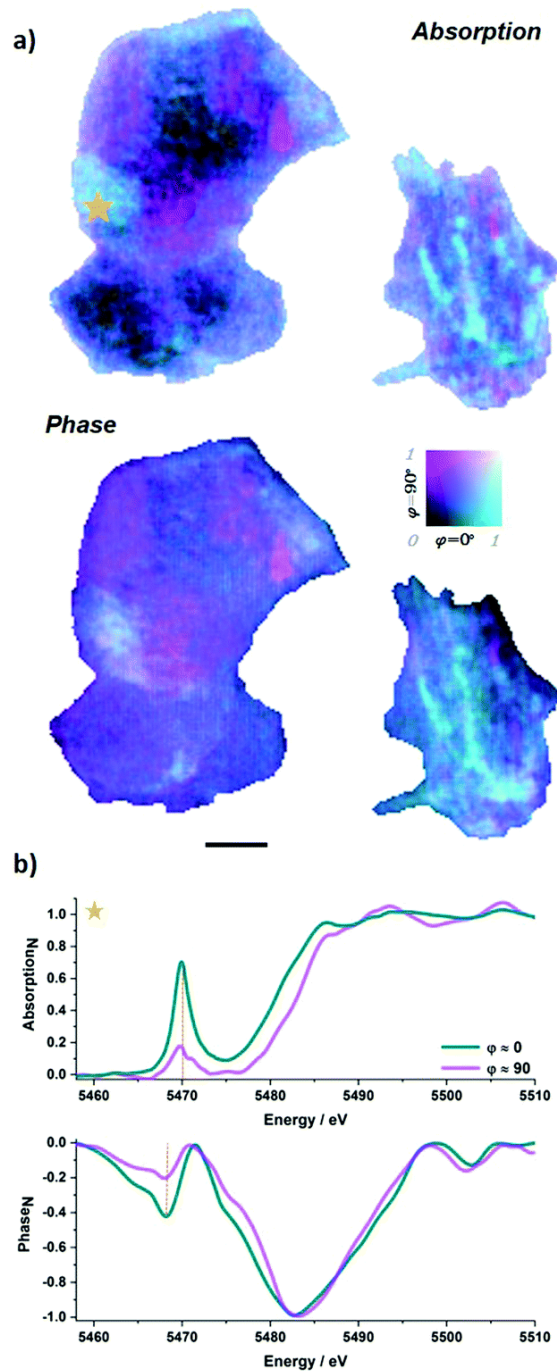 a)
Absorption
Phase
1
φ=90°
0
φ=0°
1
b)
Absorption_N
1.0
0.8
0.6
0.4
0.2
0.0
φ ≈ 0
φ ≈ 90
5460 5470 5480 5490 5500 5510
Energy / eV
Phase_N
0.0
-0.2
-0.4
-0.6
-0.8
-1.0
5460 5470 5480 5490 5500 5510
Energy / eV